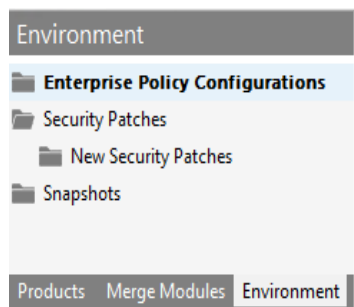 Environment
Enterprise Policy Configurations
Security Patches
New Security Patches
Snapshots
Products Merge Modules Environment